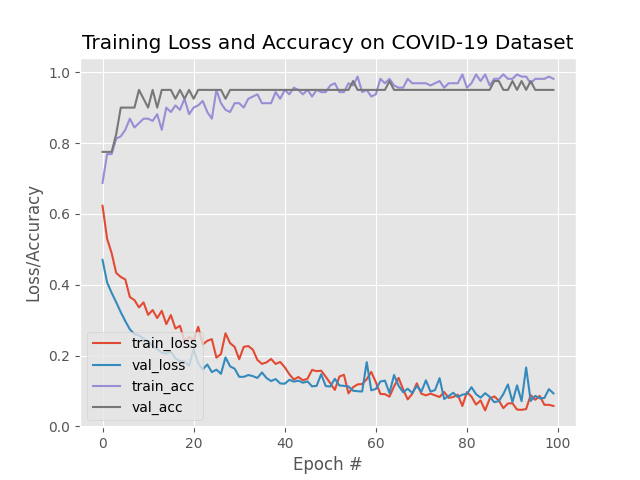 Training Loss and Accuracy on COVID-19 Dataset
1.0
0.8
0.6
0.4
0.2
0.0
Loss/Accuracy
train_loss
val_loss
train_acc
val_acc
0 20 40 60 80 100
Epoch #